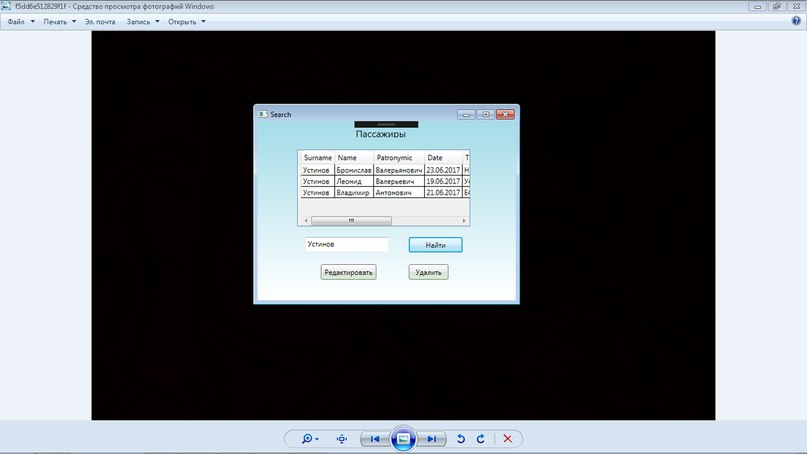 f5dd6e512829f1f - Средство просмотра фотографий Windows
Файл Печать Эл. почта Запись Открыть
Search
Пассажиры
Surname Name Patronymic Date T
Устинов Бронислав Валерьянович 23.06.2017 Н
Устинов Леонид Валерьевич 19.06.2017 У4
Устинов Владимир Антонович 21.06.2017 Е4
Устинов Найти
Редактировать Удалить